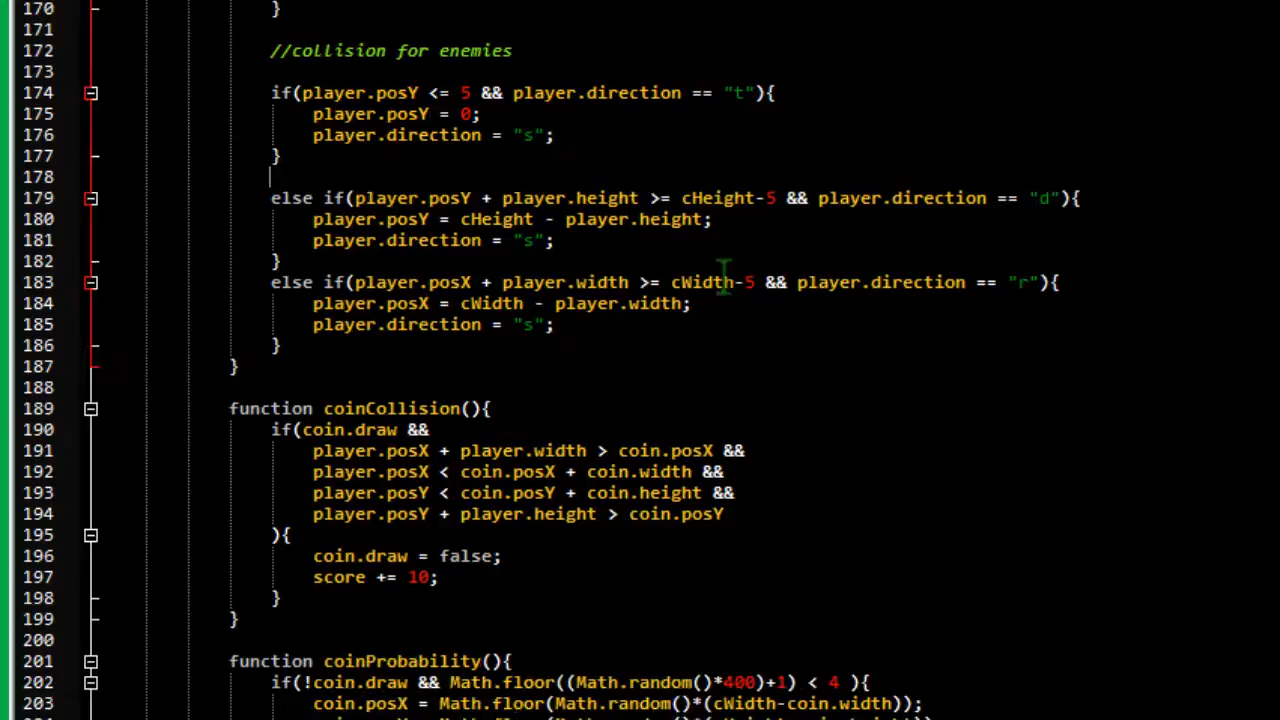 170 }
171
172 //collision for enemies
173
174 if(player.posY <= 5 && player.direction == "t"){
175 player.posY = 0;
176 player.direction = "s";
177 }
178
179 else if(player.posY + player.height >= cHeight-5 && player.direction == "d"){
180 player.posY = cHeight - player.height;
181 player.direction = "s";
182 }
183 else if(player.posX + player.width >= cWidth-5 && player.direction == "r"){
184 player.posX = cWidth - player.width;
185 player.direction = "s";
186 }
187 }
188
189 function coinCollision(){
190 if(coin.draw &&
191 player.posX + player.width > coin.posX &&
192 player.posX < coin.posX + coin.width &&
193 player.posY < coin.posY + coin.height &&
194 player.posY + player.height > coin.posY
195 ){
196 coin.draw = false;
197 score += 10;
198 }
199 }
200
201 function coinProbability(){
202 if(!coin.draw && Math.floor((Math.random()*400)+1) < 4 ){
203 coin.posX = Math.floor(Math.random()*(cWidth-coin.width));